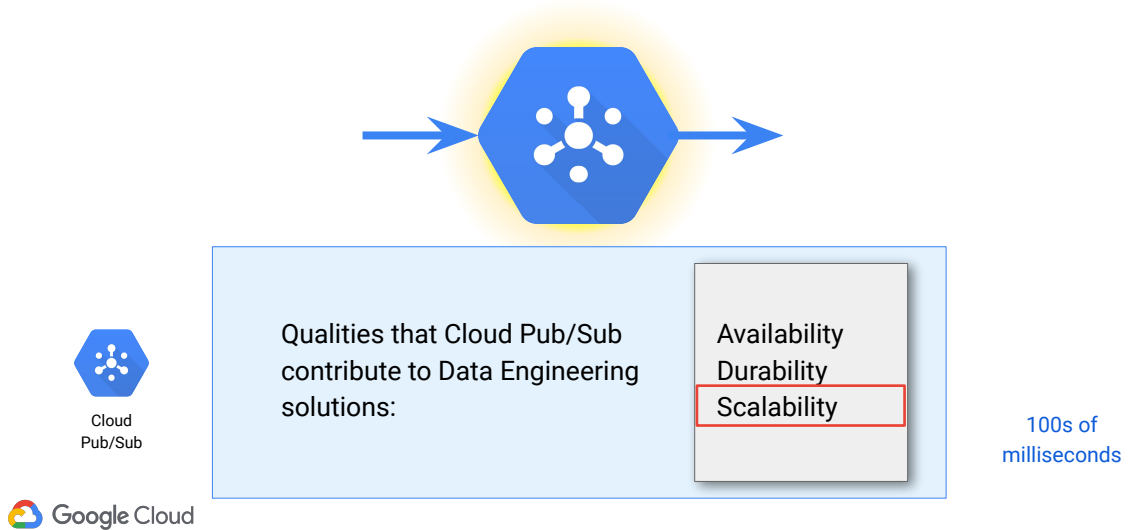 Qualities that Cloud Pub/Sub
contribute to Data Engineering
solutions:
Availability
Durability
Scalability
Cloud
Pub/Sub
100s of
milliseconds
Google Cloud